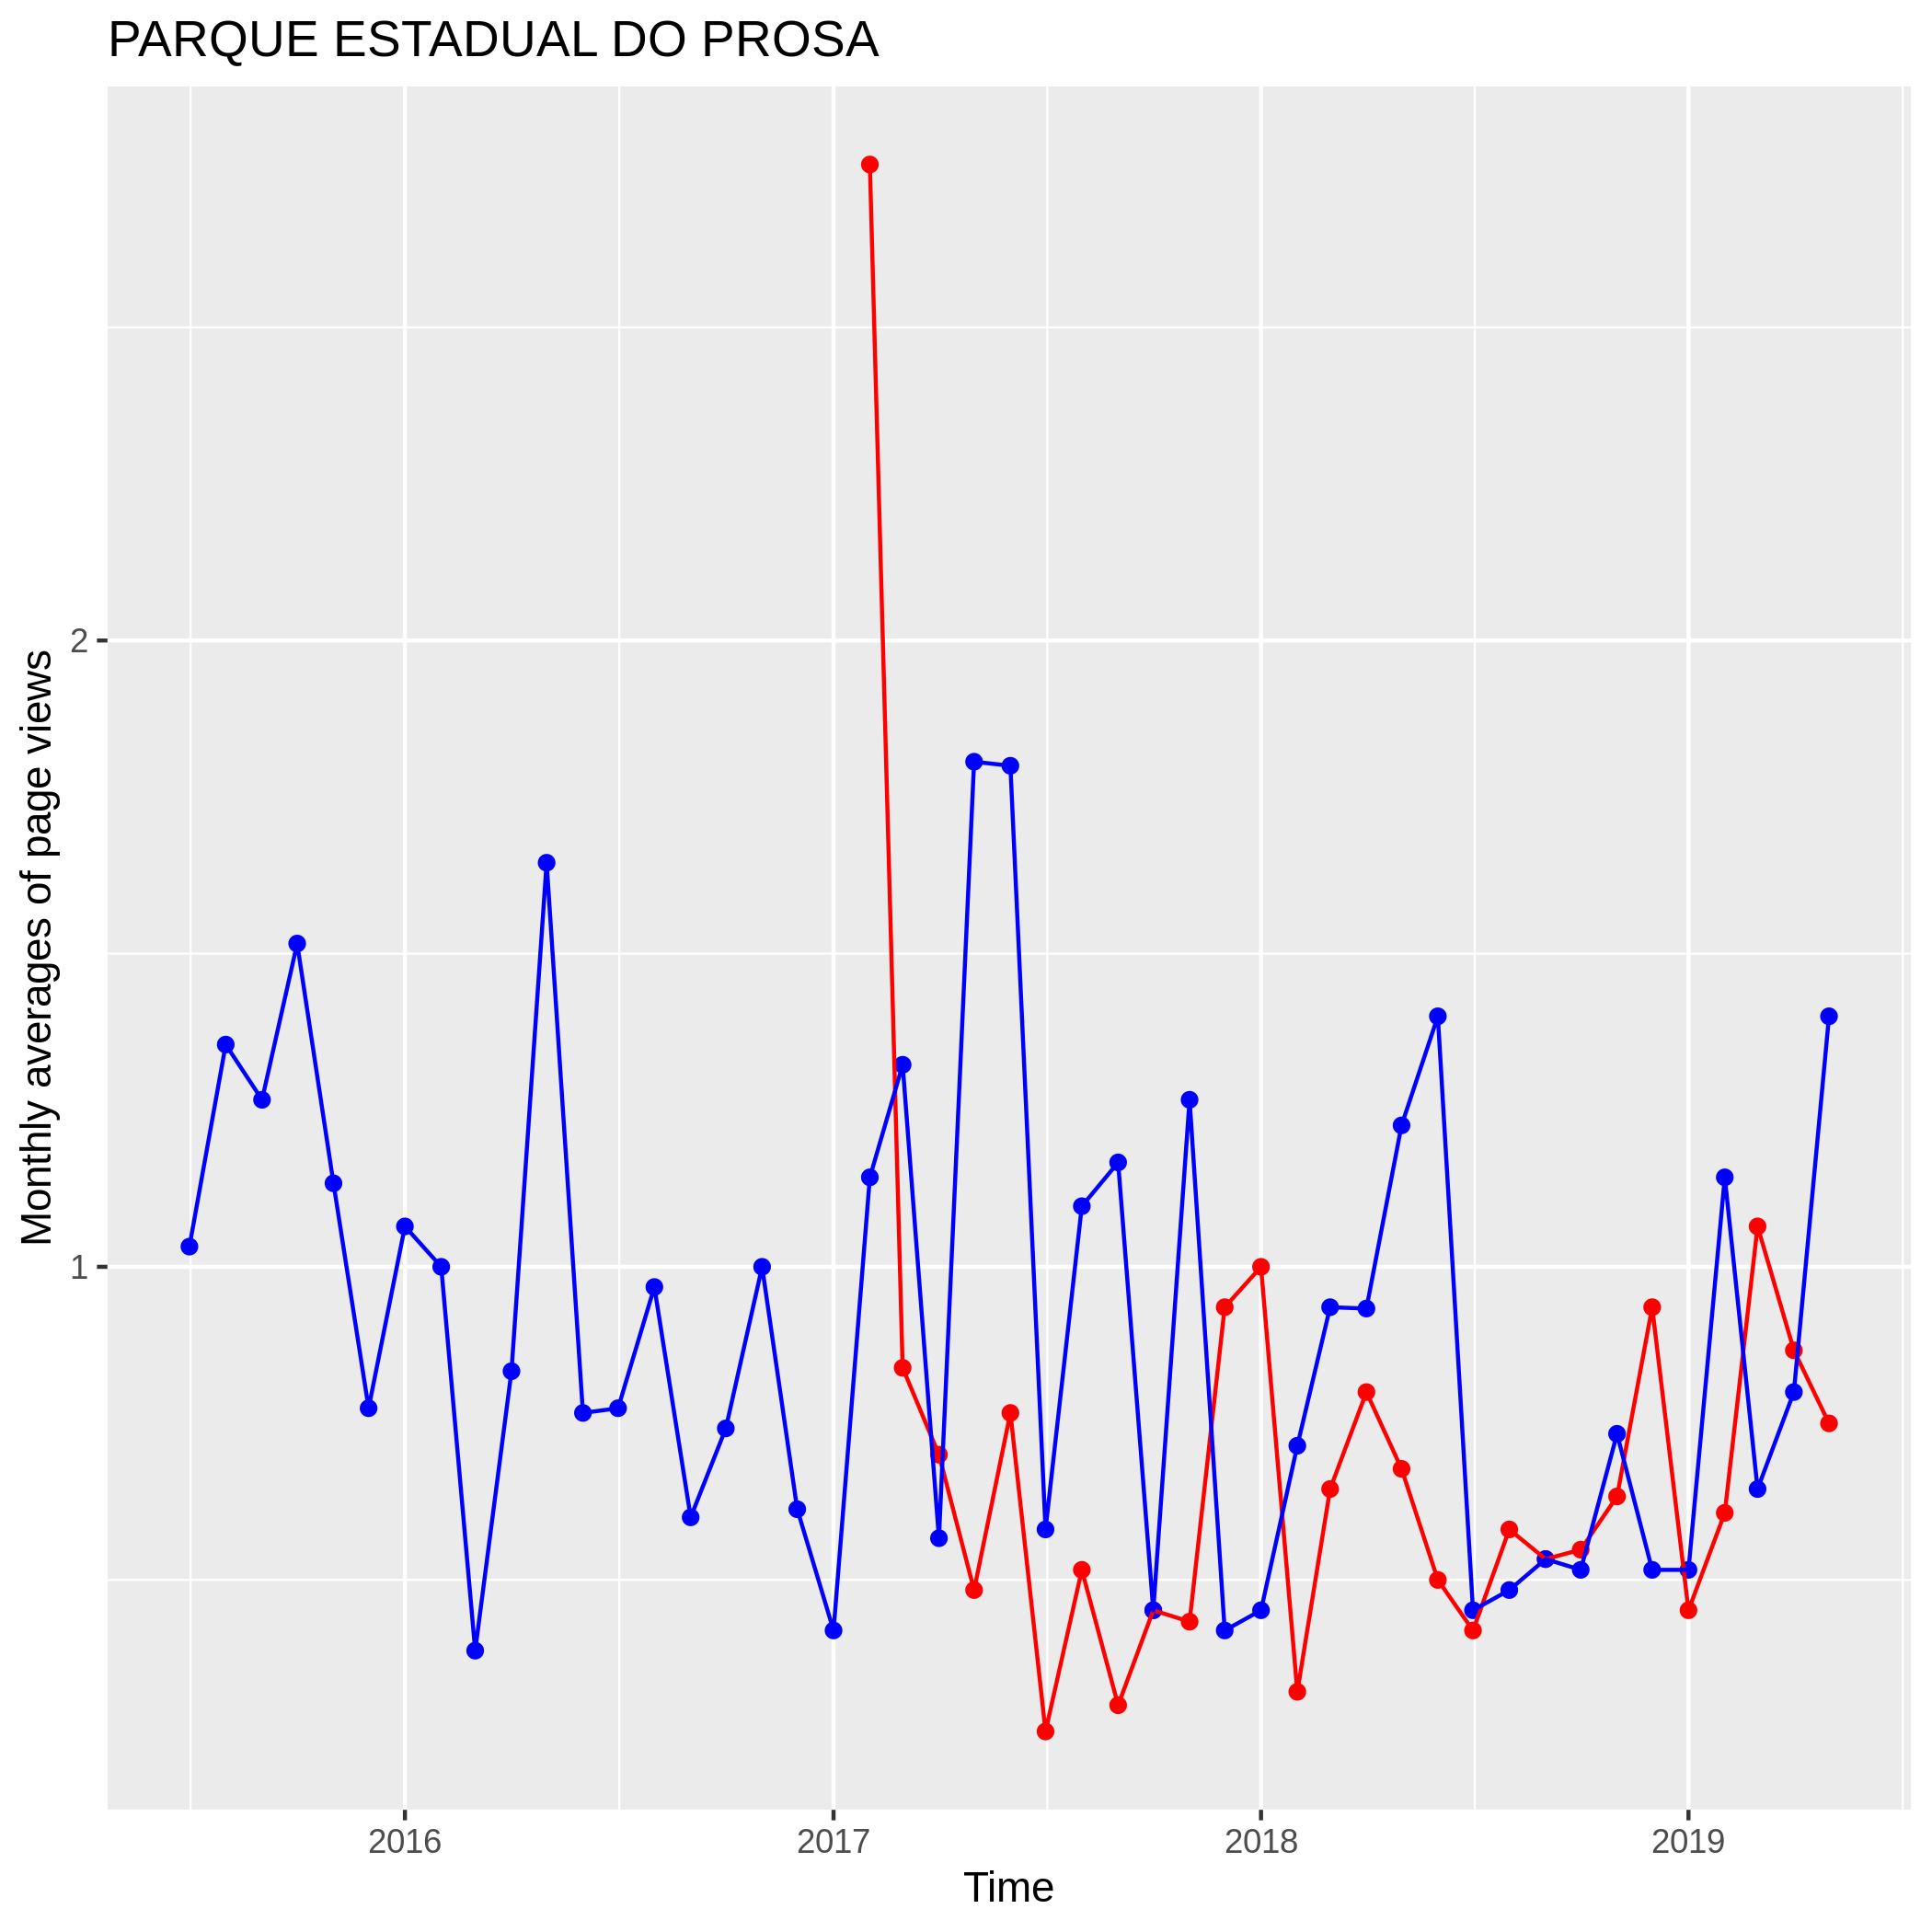 PARQUE ESTADUAL DO PROSA
Monthly averages of page views
2
1
2016
2017
2018
2019
Time